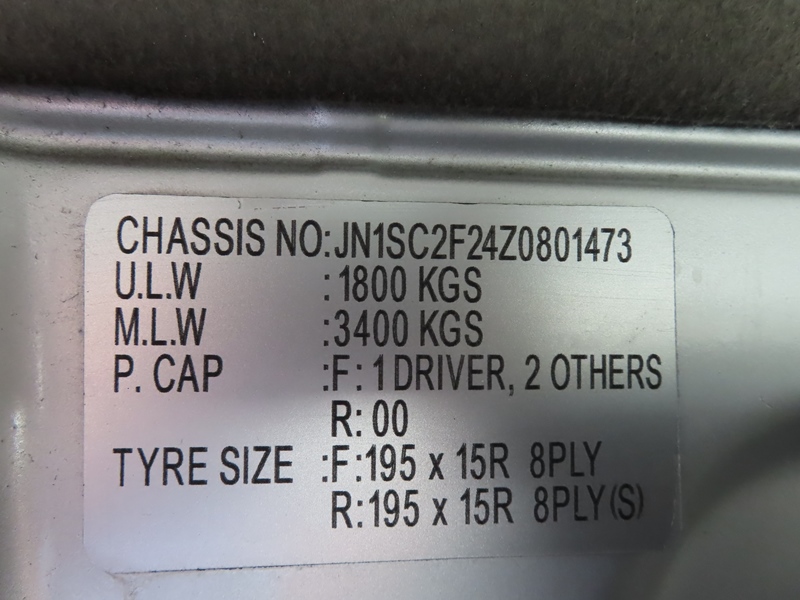 CHASSIS NO:JN1SC2F24Z0801473
U.L.W :1800 KGS
M.L.W :3400 KGS
P. CAP :F: 1 DRIVER, 2 OTHERS
R: 00
TYRE SIZE :F:195 x 15R 8PLY
R:195 x 15R 8PLY(S)